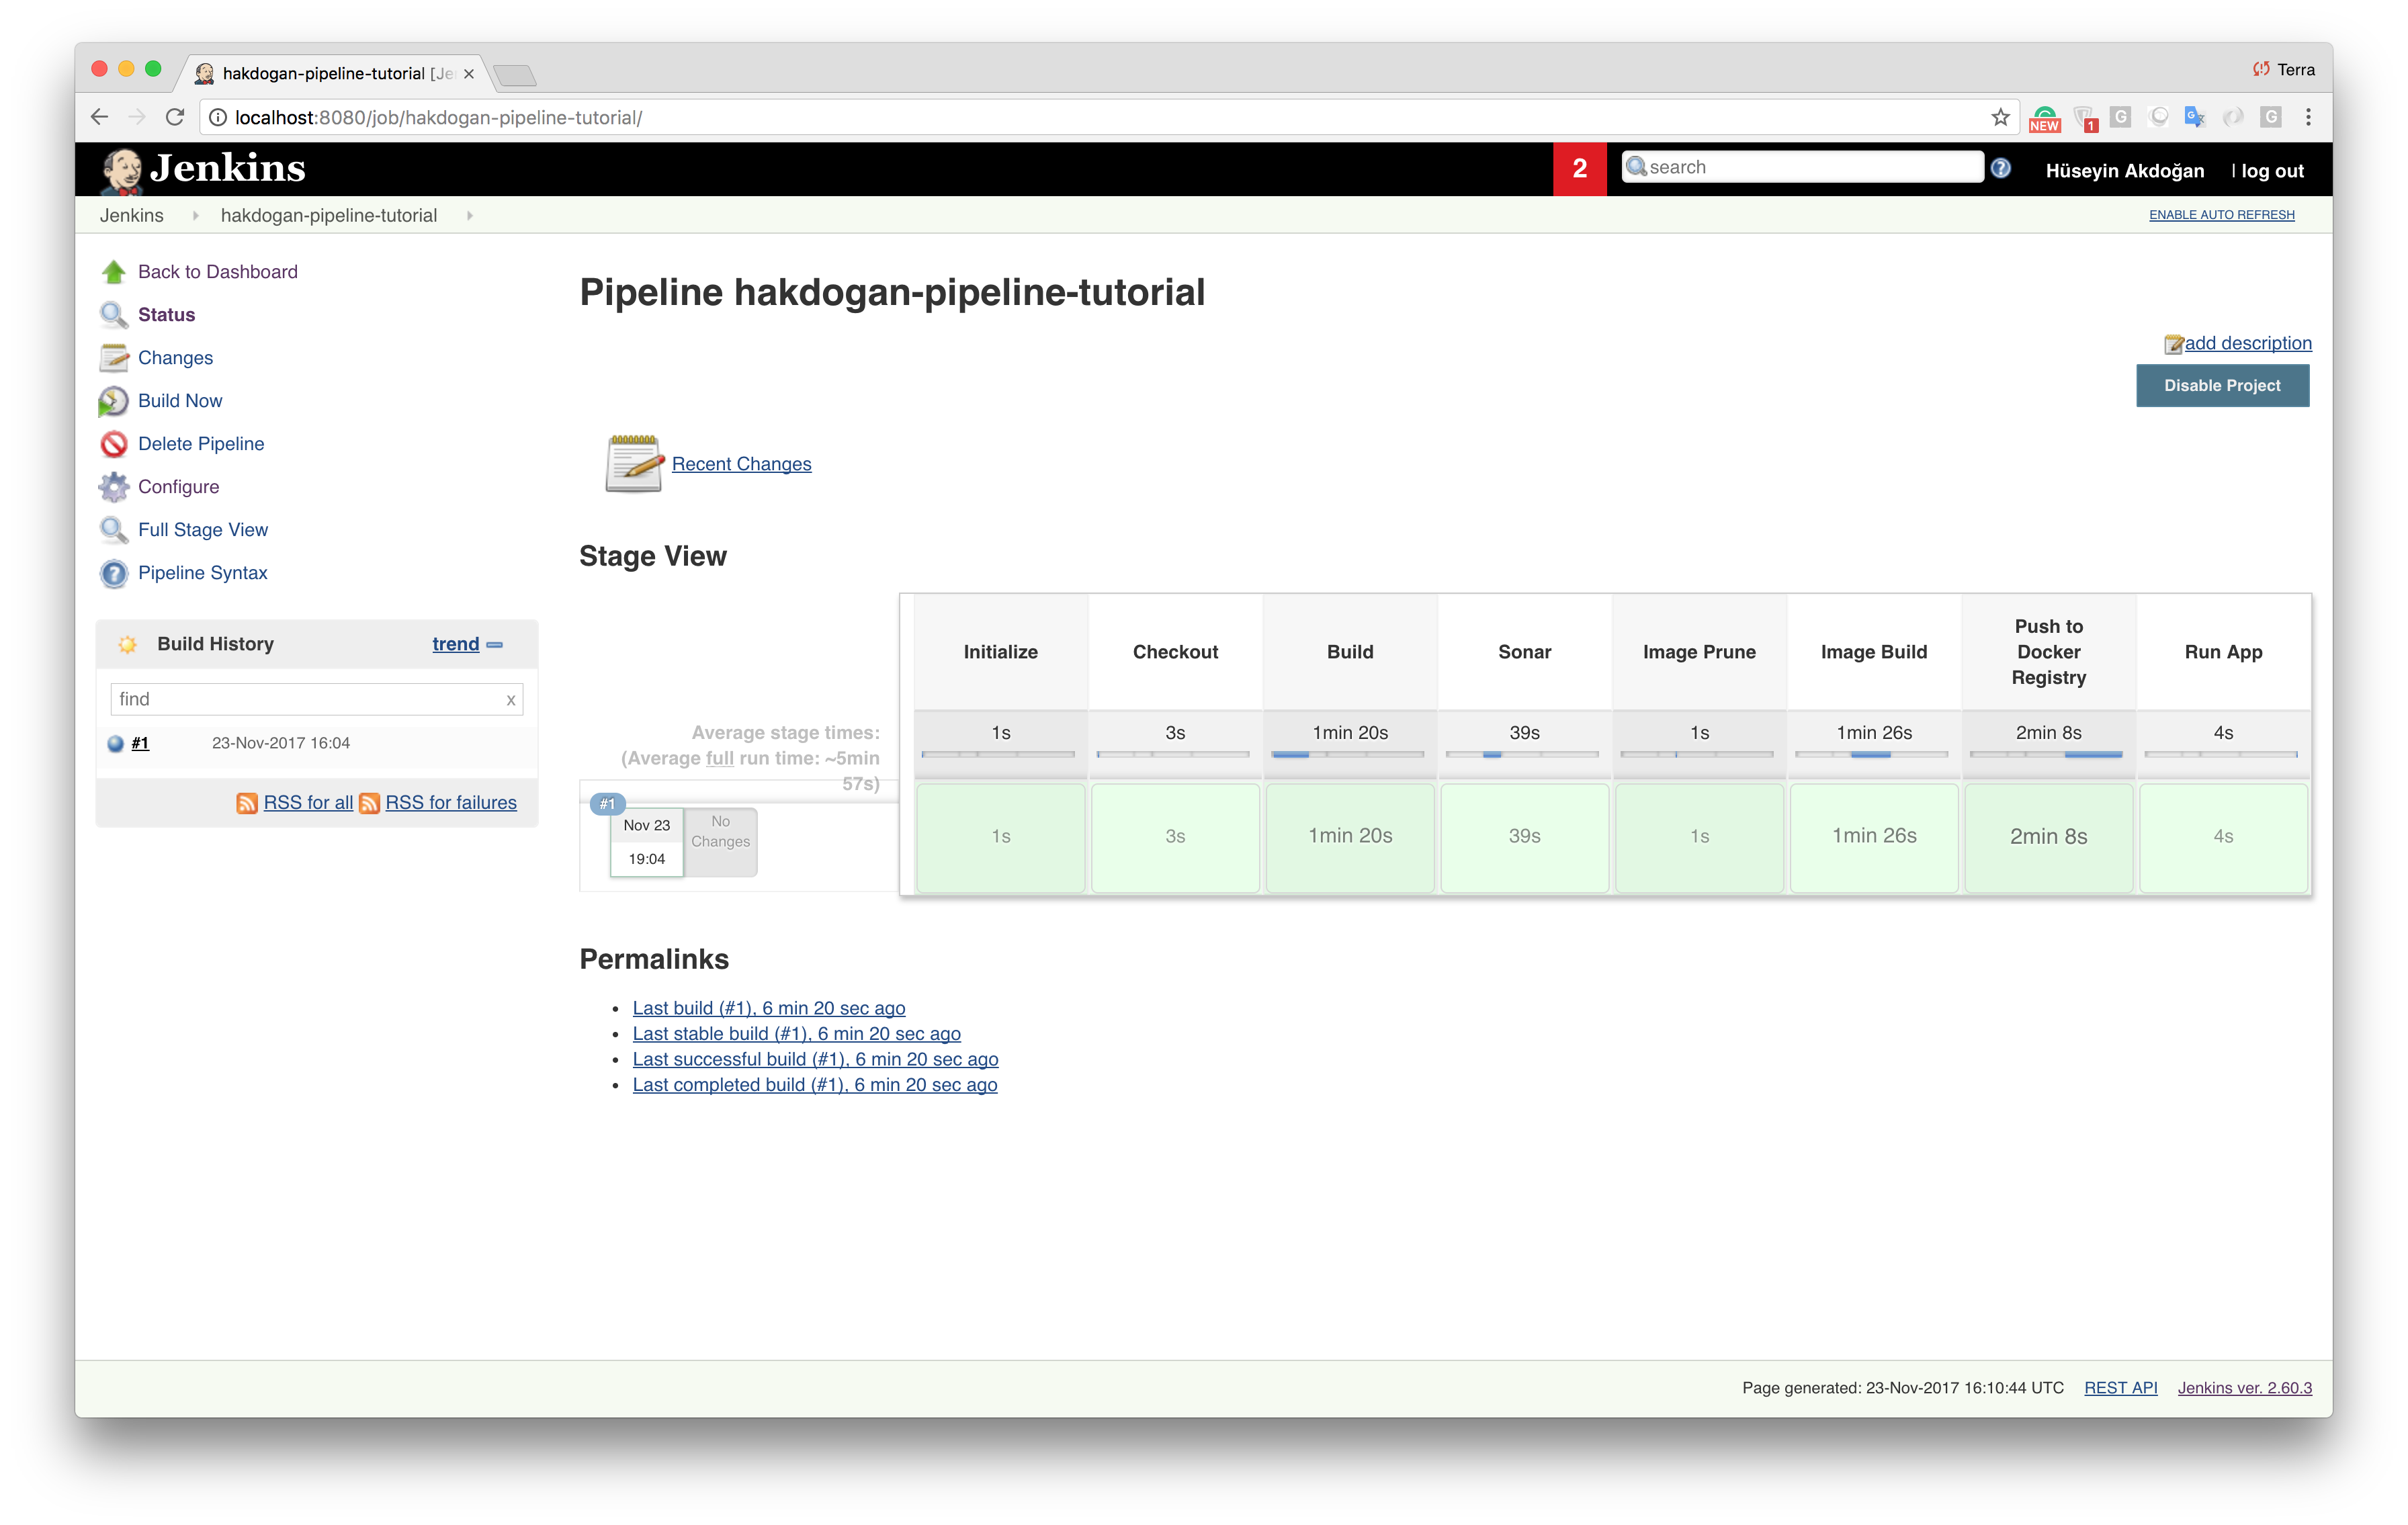 hakdogan-pipeline-tutorial [Je
Terra
localhost:8080/job/hakdogan-pipeline-tutorial/
NEW
1
G
G
G
Jenkins
2
search
Hüseyin Akdoğan
| log out
Jenkins
hakdogan-pipeline-tutorial
ENABLE AUTO REFRESH
Back to Dashboard
Status
Changes
Build Now
Delete Pipeline
Configure
Full Stage View
Pipeline Syntax
Build History
trend
find
x
#1
23-Nov-2017 16:04
RSS for all
RSS for failures
Pipeline hakdogan-pipeline-tutorial
add description
Disable Project
Recent Changes
Stage View
Initialize
Checkout
Build
Sonar
Image Prune
Image Build
Push to
Docker
Registry
Run App
Average stage times:
(Average full run time: ~5min
57s)
1s
3s
1min 20s
39s
1s
1min 26s
2min 8s
4s
#1
Nov 23
19:04
No
Changes
1s
3s
1min 20s
39s
1s
1min 26s
2min 8s
4s
Permalinks
Last build (#1), 6 min 20 sec ago
Last stable build (#1), 6 min 20 sec ago
Last successful build (#1), 6 min 20 sec ago
Last completed build (#1), 6 min 20 sec ago
Page generated: 23-Nov-2017 16:10:44 UTC
REST API
Jenkins ver. 2.60.3